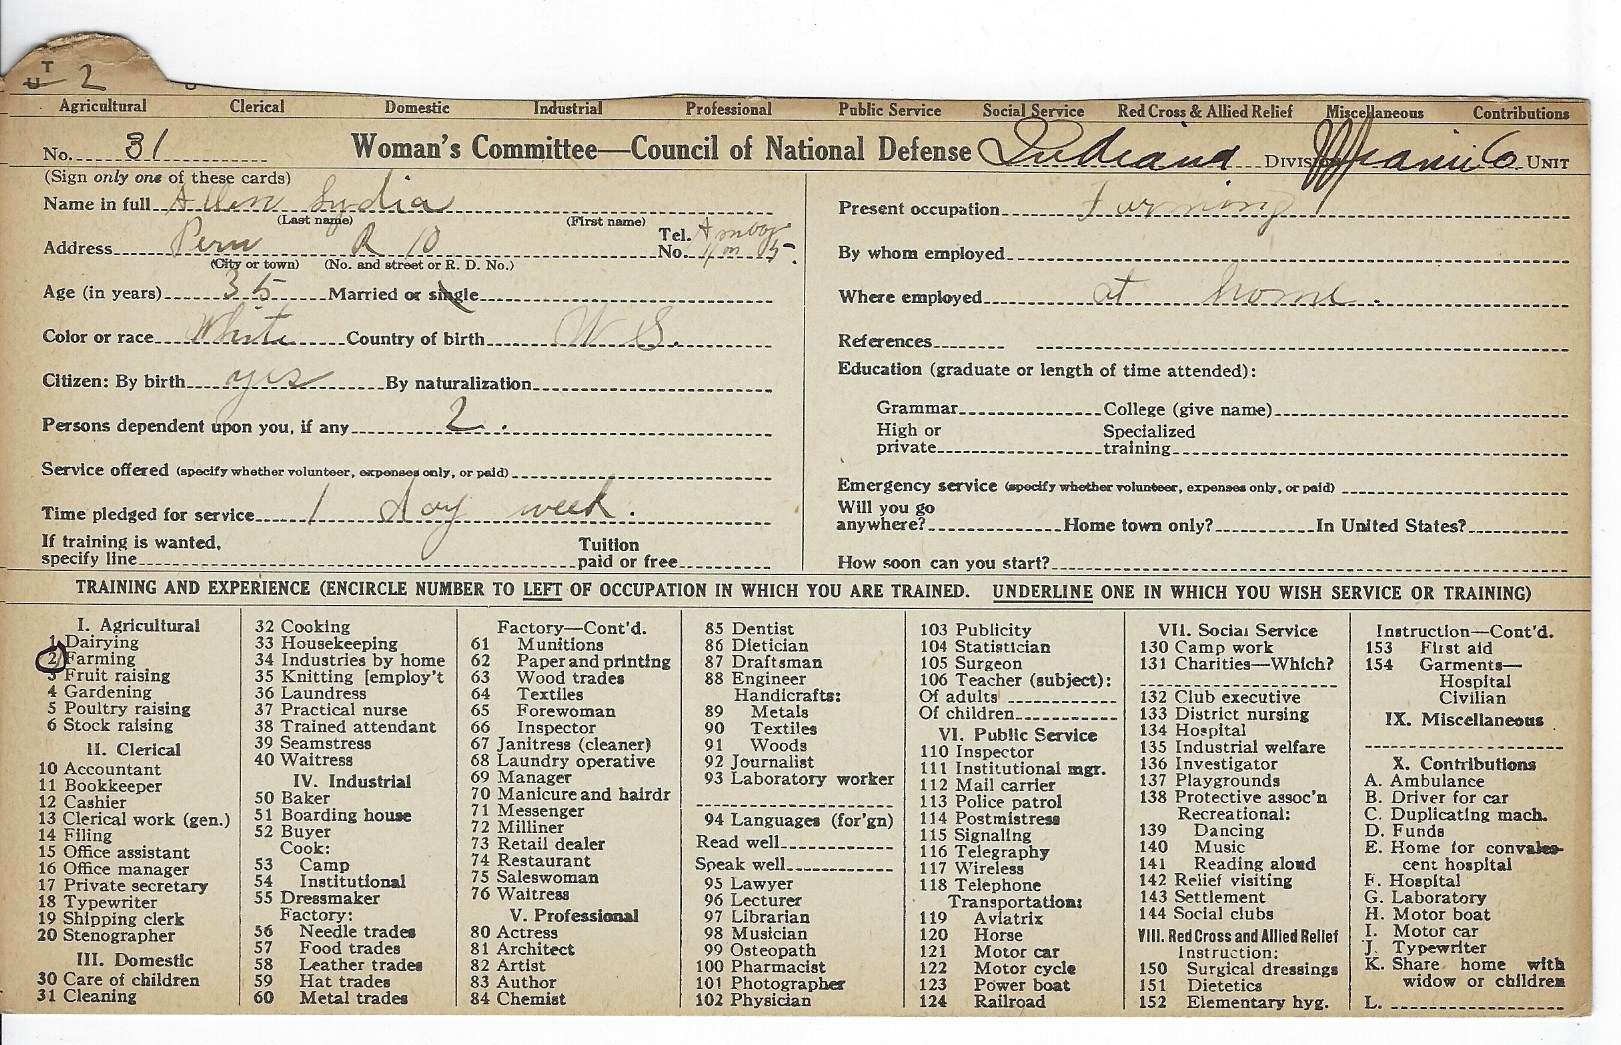 T
U 2
Agricultural Clerical Domestic Industrial Professional Public Service Social Service Red Cross & Allied Relief Miscellaneous Contributions
No. 31 Woman's Committee—Council of National Defense Indiana Division Miami Co Unit
(Sign only one of these cards)
Name in full Allen Lydia
(Last name) (First name)
Address Peru R 10 Tel. No. Amboy 15.
(City or town) (No. and street or R. D. No.)
Age (in years) 35 Married or single
Color or race White Country of birth U S.
Citizen: By birth yes By naturalization
Persons dependent upon you, if any 2.
Service offered (specify whether volunteer, expenses only, or paid)
Time pledged for service 1 day week.
If training is wanted, specify line Tuition paid or free
Present occupation Farming
By whom employed
Where employed at home.
References
Education (graduate or length of time attended):
Grammar College (give name)
High or private Specialized training
Emergency service (specify whether volunteer, expenses only, or paid)
Will you go anywhere? Home town only? In United States?
How soon can you start?
TRAINING AND EXPERIENCE (ENCIRCLE NUMBER TO LEFT OF OCCUPATION IN WHICH YOU ARE TRAINED. UNDERLINE ONE IN WHICH YOU WISH SERVICE OR TRAINING)
I. Agricultural
1 Dairying
2 Farming
3 Fruit raising
4 Gardening
5 Poultry raising
6 Stock raising
II. Clerical
10 Accountant
11 Bookkeeper
12 Cashier
13 Clerical work (gen.)
14 Filing
15 Office assistant
16 Office manager
17 Private secretary
18 Typewriter
19 Shipping clerk
20 Stenographer
III. Domestic
30 Care of children
31 Cleaning
32 Cooking
33 Housekeeping
34 Industries by home
35 Knitting [employ't
36 Laundress
37 Practical nurse
38 Trained attendant
39 Seamstress
40 Waitress
IV. Industrial
50 Baker
51 Boarding house
52 Buyer
Cook:
53 Camp
54 Institutional
55 Dressmaker
Factory:
56 Needle trades
57 Food trades
58 Leather trades
59 Hat trades
60 Metal trades
Factory—Cont'd.
61 Munitions
62 Paper and printing
63 Wood trades
64 Textiles
65 Forewoman
66 Inspector
67 Janitress (cleaner)
68 Laundry operative
69 Manager
70 Manicure and hairdr
71 Messenger
72 Milliner
73 Retail dealer
74 Restaurant
75 Saleswoman
76 Waitress
V. Professional
80 Actress
81 Architect
82 Artist
83 Author
84 Chemist
85 Dentist
86 Dietician
87 Draftsman
88 Engineer
Handicrafts:
89 Metals
90 Textiles
91 Woods
92 Journalist
93 Laboratory worker
94 Languages (for'gn)
Read well
Speak well
95 Lawyer
96 Lecturer
97 Librarian
98 Musician
99 Osteopath
100 Pharmacist
101 Photographer
102 Physician
103 Publicity
104 Statistician
105 Surgeon
106 Teacher (subject):
Of adults
Of children
VI. Public Service
110 Inspector
111 Institutional mgr.
112 Mail carrier
113 Police patrol
114 Postmistress
115 Signaling
116 Telegraphy
117 Wireless
118 Telephone
Transportation:
119 Aviatrix
120 Horse
121 Motor car
122 Motor cycle
123 Power boat
124 Railroad
VII. Social Service
130 Camp work
131 Charities—Which?
132 Club executive
133 District nursing
134 Hospital
135 Industrial welfare
136 Investigator
137 Playgrounds
138 Protective assoc'n
Recreational:
139 Dancing
140 Music
141 Reading aloud
142 Relief visiting
143 Settlement
144 Social clubs
VIII. Red Cross and Allied Relief
Instruction:
150 Surgical dressings
151 Dietetics
152 Elementary hyg.
Instruction—Cont'd.
153 First aid
154 Garments—
Hospital
Civilian
IX. Miscellaneous
X. Contributions
A. Ambulance
B. Driver for car
C. Duplicating mach.
D. Funds
E. Home for convales-
cent hospital
F. Hospital
G. Laboratory
H. Motor boat
I. Motor car
J. Typewriter
K. Share home with
widow or children
L.